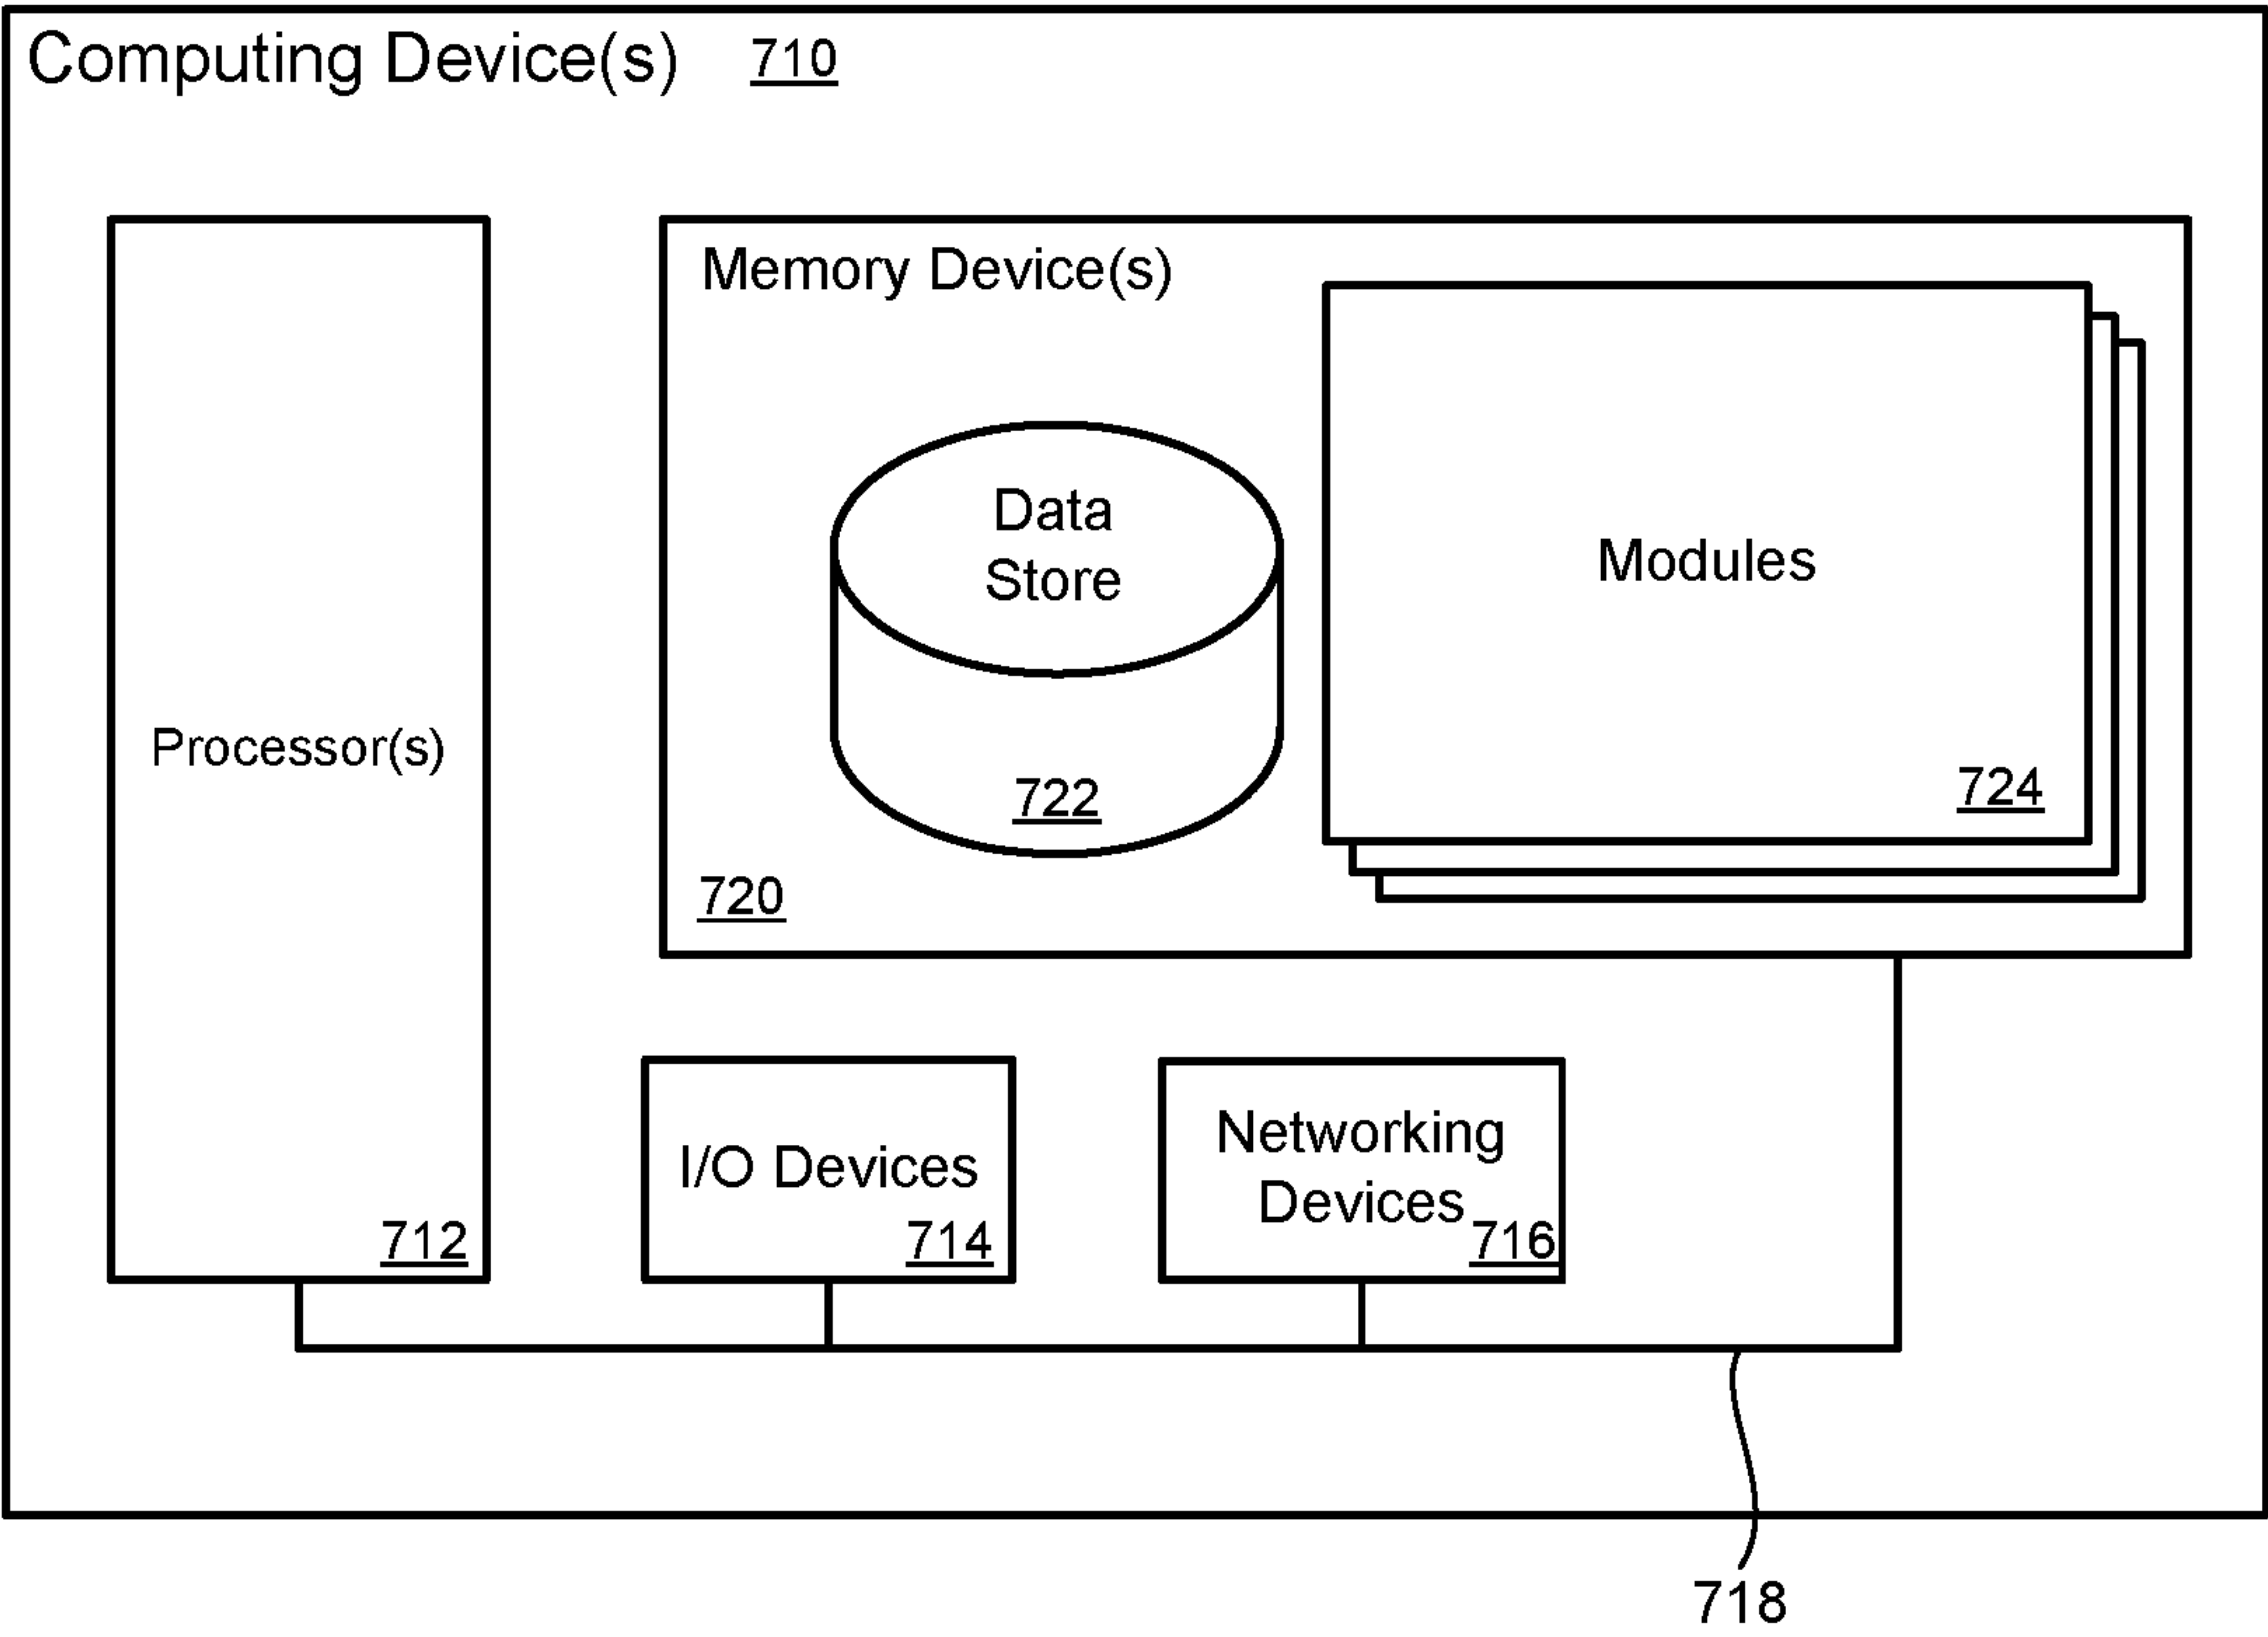 Computing Device(s) 710
Processor(s)
712
Memory Device(s)
Data
Store
722
720
Modules
724
I/O Devices
714
Networking
Devices
716
718